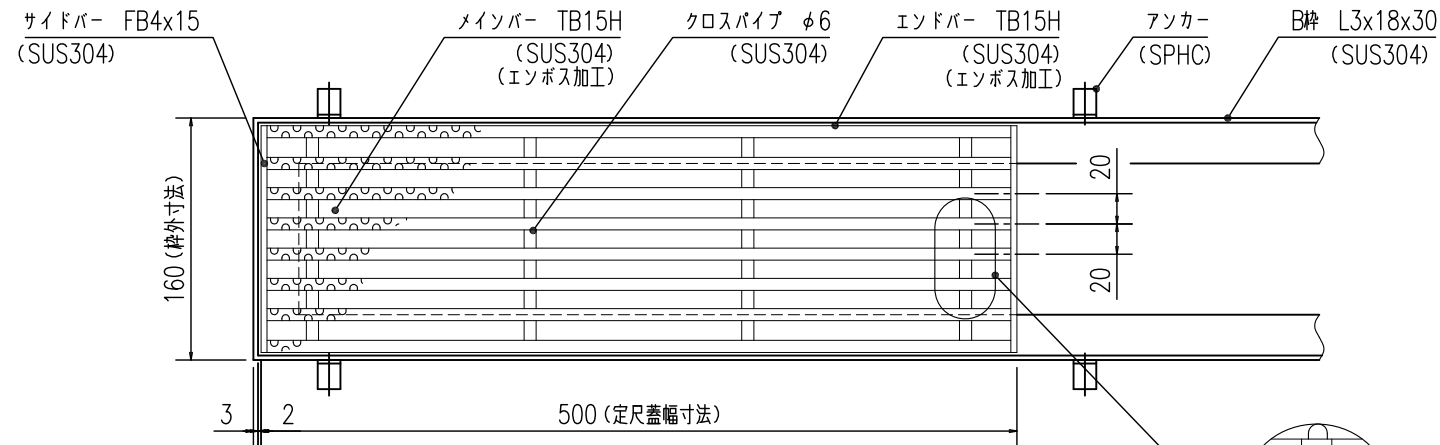 サイドバー FB4x15
(SUS304)
メインバー TB15H
(SUS304)
(エンボス加工)
クロスパイプ φ6
(SUS304)
エンドバー TB15H
(SUS304)
(エンボス加工)
アンカー
(SPHC)
B枠 L3x18x30
(SUS304)
160(枠外寸法)
20
20
3
2
500(定尺蓋幅寸法)